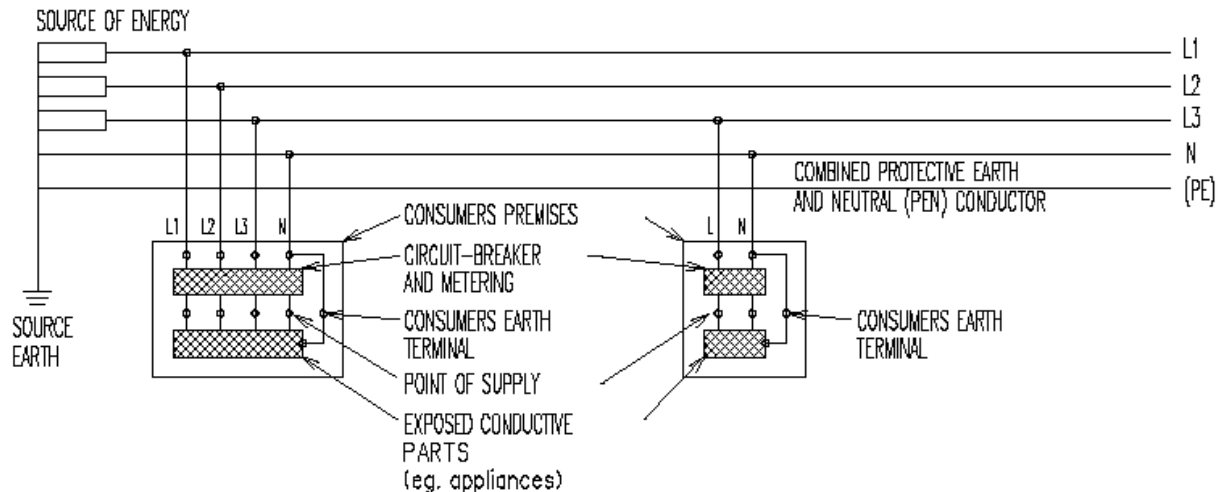 SOURCE OF ENERGY
L1
L2
L3
N
(PE)
COMBINED PROTECTIVE EARTH
AND NEUTRAL (PEN) CONDUCTOR
L1 L2 L3 N
CONSUMERS PREMISES
L N
CIRCUIT-BREAKER
AND METERING
SOURCE
EARTH
CONSUMERS EARTH
TERMINAL
CONSUMERS EARTH
TERMINAL
POINT OF SUPPLY
EXPOSED CONDUCTIVE
PARTS
(eg. appliances)